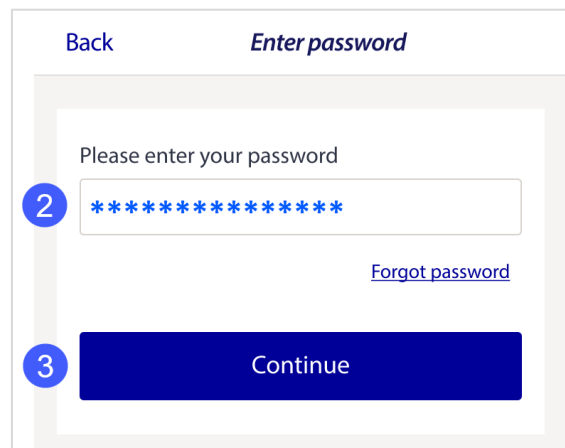 Back Enter password
Please enter your password
2 ***************
Forgot password
3 Continue